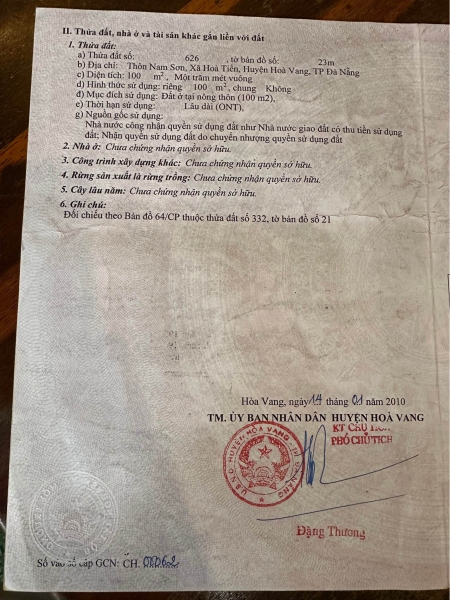 II. Thửa đất, nhà ở và tài sản khác gắn liền với đất
1. Thửa đất:
a) Thửa đất số: 626 , tờ bản đồ số: 23m
b) Địa chỉ: Thôn Nam Sơn, Xã Hoà Tiến, Huyện Hoà Vang, TP Đà Nẵng
c) Diện tích: 100 m², Một trăm mét vuông
d) Hình thức sử dụng: riêng 100 m², chung Không
đ) Mục đích sử dụng: Đất ở tại nông thôn (100 m2),
e) Thời hạn sử dụng: Lâu dài (ONT),
g) Nguồn gốc sử dụng:
Nhà nước công nhận quyền sử dụng đất như Nhà nước giao đất có thu tiền sử dụng
đất; Nhận quyền sử dụng đất do chuyển nhượng quyền sử dụng đất
2. Nhà ở: Chưa chứng nhận quyền sở hữu.
3. Công trình xây dựng khác: Chưa chứng nhận quyền sở hữu.
4. Rừng sản xuất là rừng trồng: Chưa chứng nhận quyền sở hữu.
5. Cây lâu năm: Chưa chứng nhận quyền sở hữu.
6. Ghi chú:
Đối chiếu theo Bản đồ 64/CP thuộc thửa đất số 332, tờ bản đồ số 21
Hòa Vang, ngày 14 tháng 01 năm 2010
TM. ỦY BAN NHÂN DÂN HUYỆN HOÀ VANG
KT CHỦ TỊCH
PHÓ CHỦ TỊCH
U.B.N.D HUYỆN HÒA VANG
Đặng Thương
Số vào sổ cấp GCN: CH. 00062